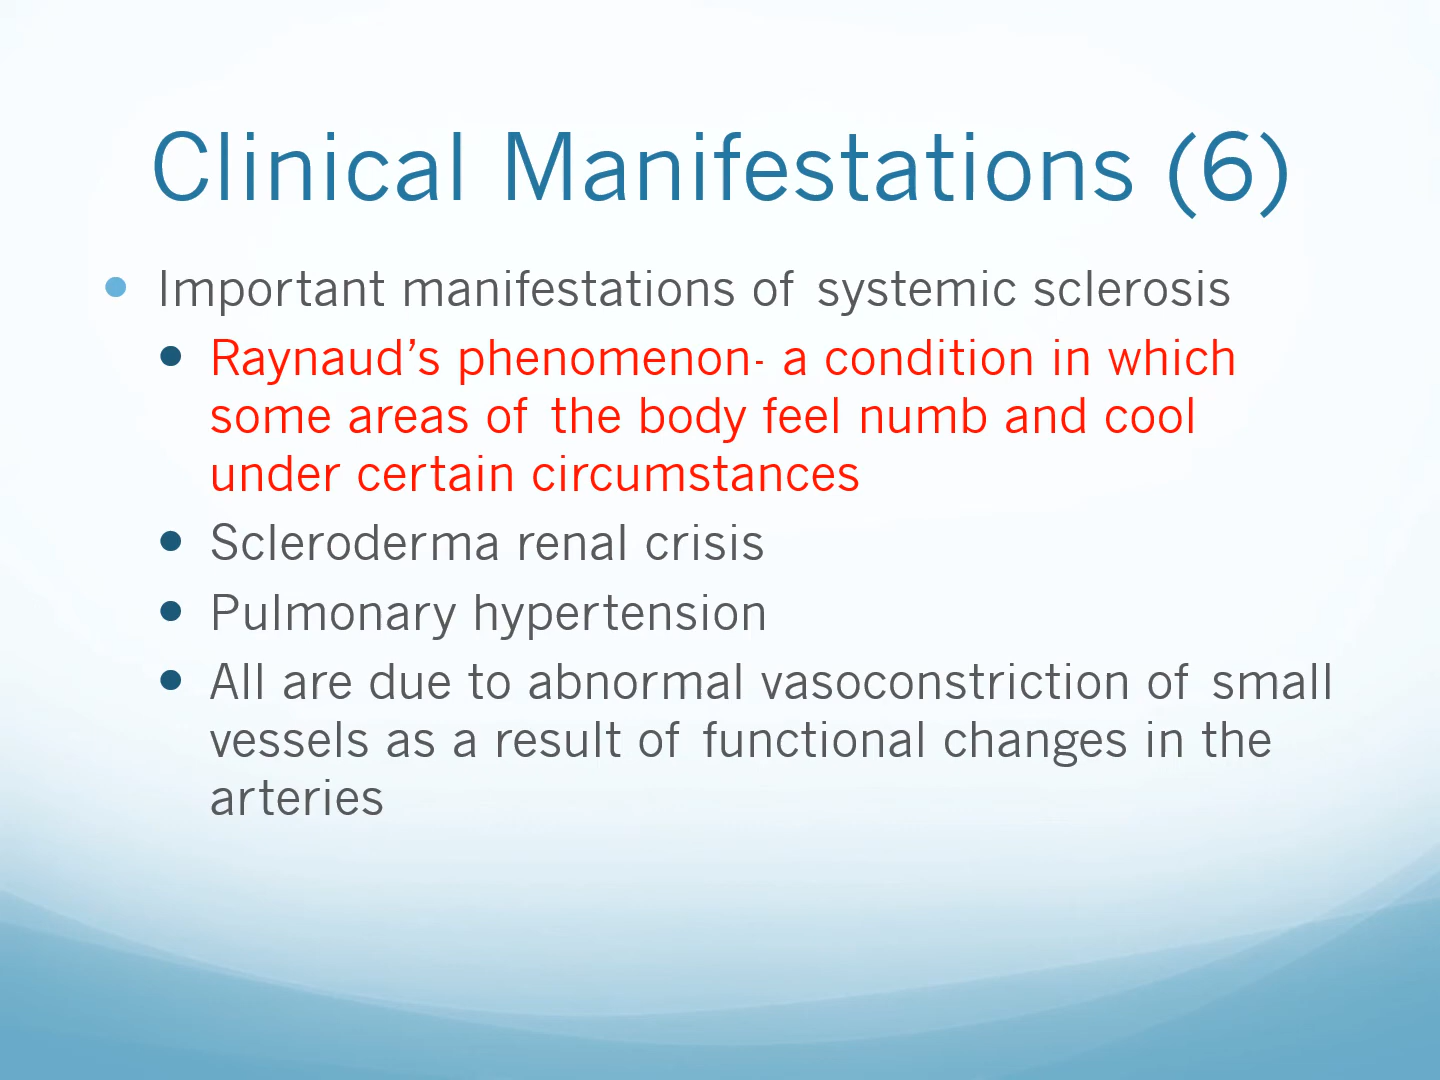 Clinical Manifestations (6)
Important manifestations of systemic sclerosis
Raynaud’s phenomenon- a condition in which
some areas of the body feel numb and cool
under certain circumstances
Scleroderma renal crisis
Pulmonary hypertension
All are due to abnormal vasoconstriction of small
vessels as a result of functional changes in the
arteries